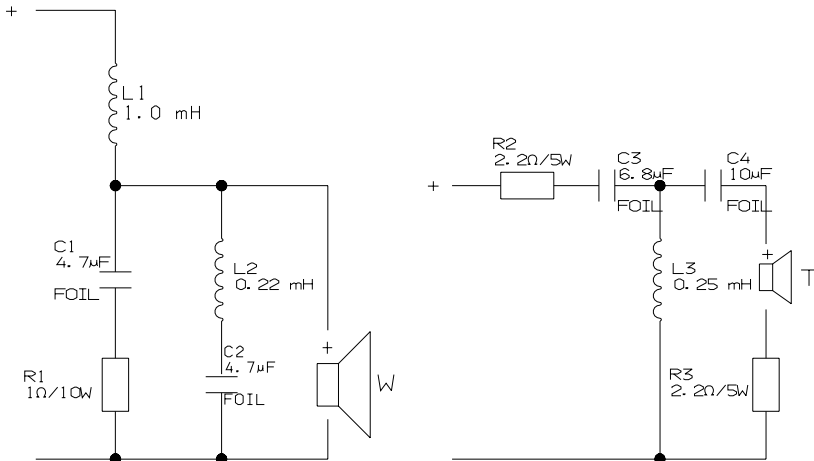 +
L1
1.0 mH
C1
4.7µF
FOIL
L2
0.22 mH
R1
1Ω/10W
C2
4.7µF
FOIL
+
W
R2
2.2Ω/5W
C3
6.8µF
FOIL
C4
10µF
FOIL
+
L3
0.25 mH
+
T
R3
2.2Ω/5W